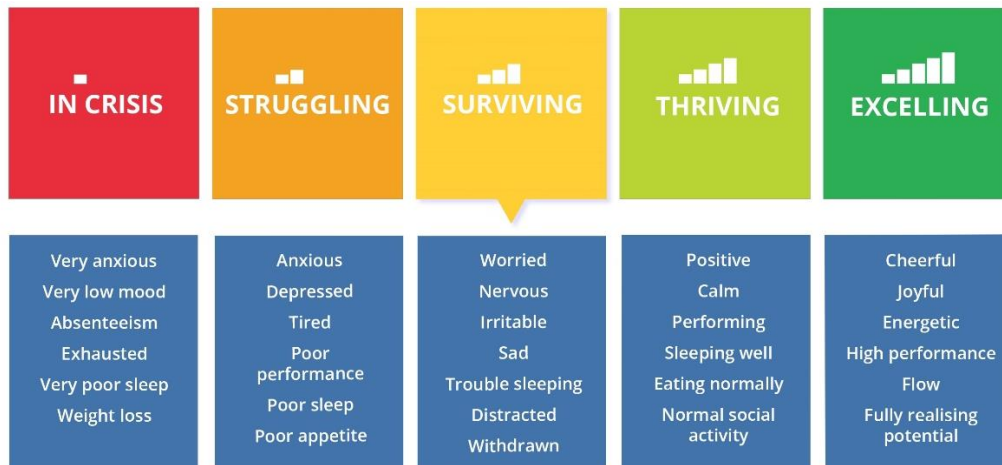 IN CRISIS
STRUGGLING
SURVIVING
THRIVING
EXCELLING
Very anxious
Very low mood
Absenteeism
Exhausted
Very poor sleep
Weight loss
Anxious
Depressed
Tired
Poor
performance
Poor sleep
Poor appetite
Worried
Nervous
Irritable
Sad
Trouble sleeping
Distracted
Withdrawn
Positive
Calm
Performing
Sleeping well
Eating normally
Normal social
activity
Cheerful
Joyful
Energetic
High performance
Flow
Fully realising
potential